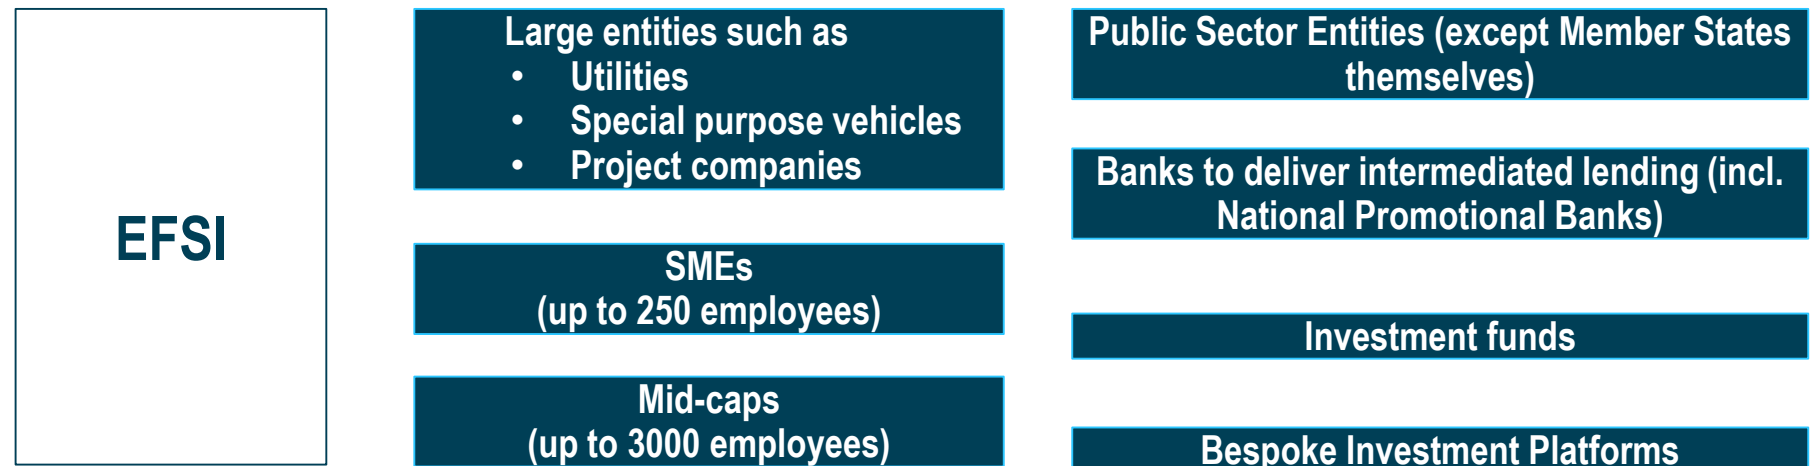 EFSI
Large entities such as
• Utilities
• Special purpose vehicles
• Project companies
SMEs
(up to 250 employees)
Mid-caps
(up to 3000 employees)
Public Sector Entities (except Member States
themselves)
Banks to deliver intermediated lending (incl.
National Promotional Banks)
Investment funds
Bespoke Investment Platforms